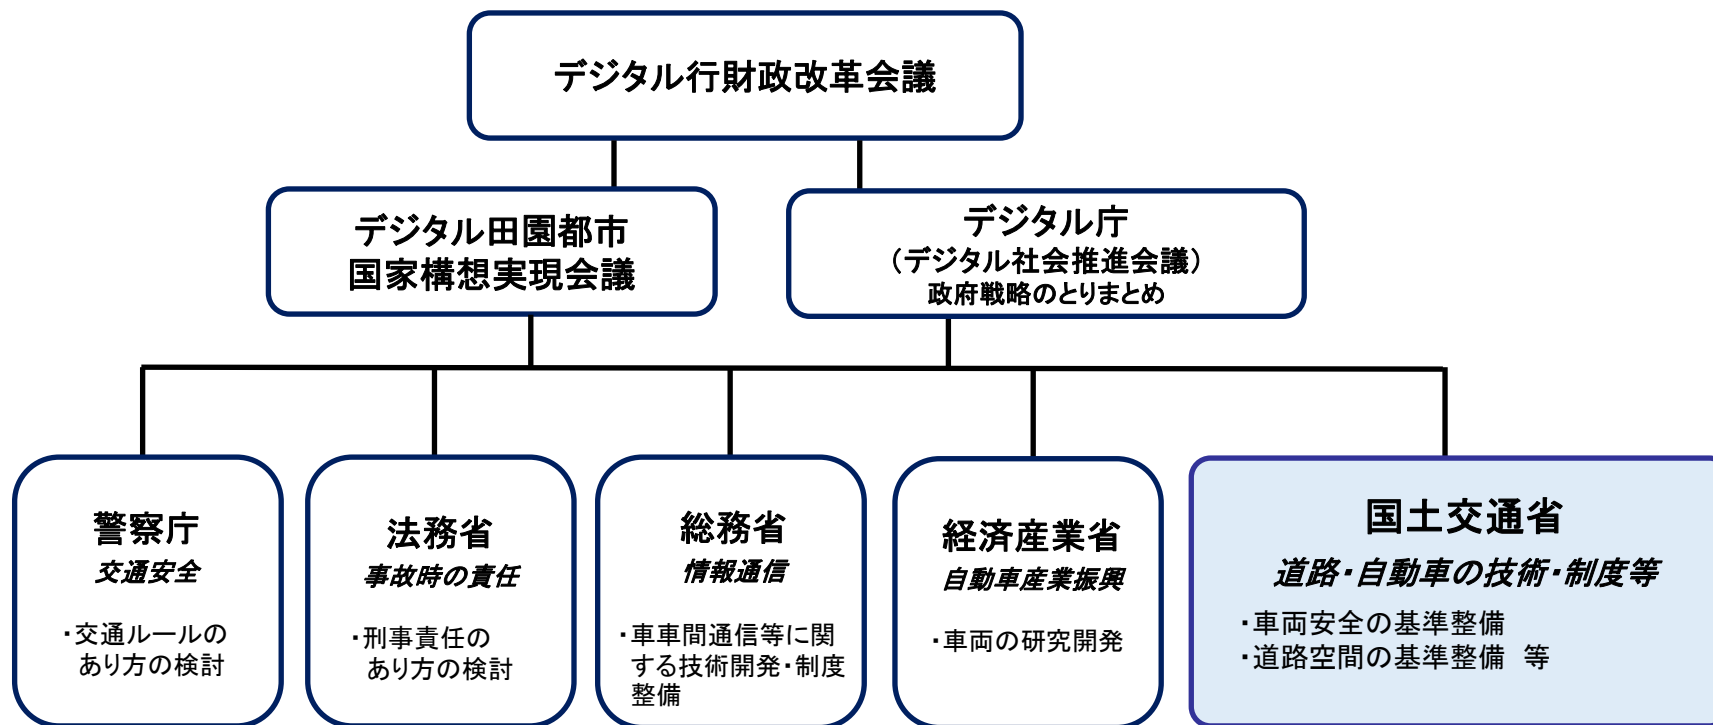 デジタル行財政改革会議
デジタル田園都市
国家構想実現会議
デジタル庁
（デジタル社会推進会議）
政府戦略のとりまとめ
警察庁
交通安全
・交通ルールの
あり方の検討
法務省
事故時の責任
・刑事責任の
あり方の検討
総務省
情報通信
・車車間通信等に関
する技術開発・制度
整備
経済産業省
自動車産業振興
・車両の研究開発
国土交通省
道路・自動車の技術・制度等
・車両安全の基準整備
・道路空間の基準整備　等